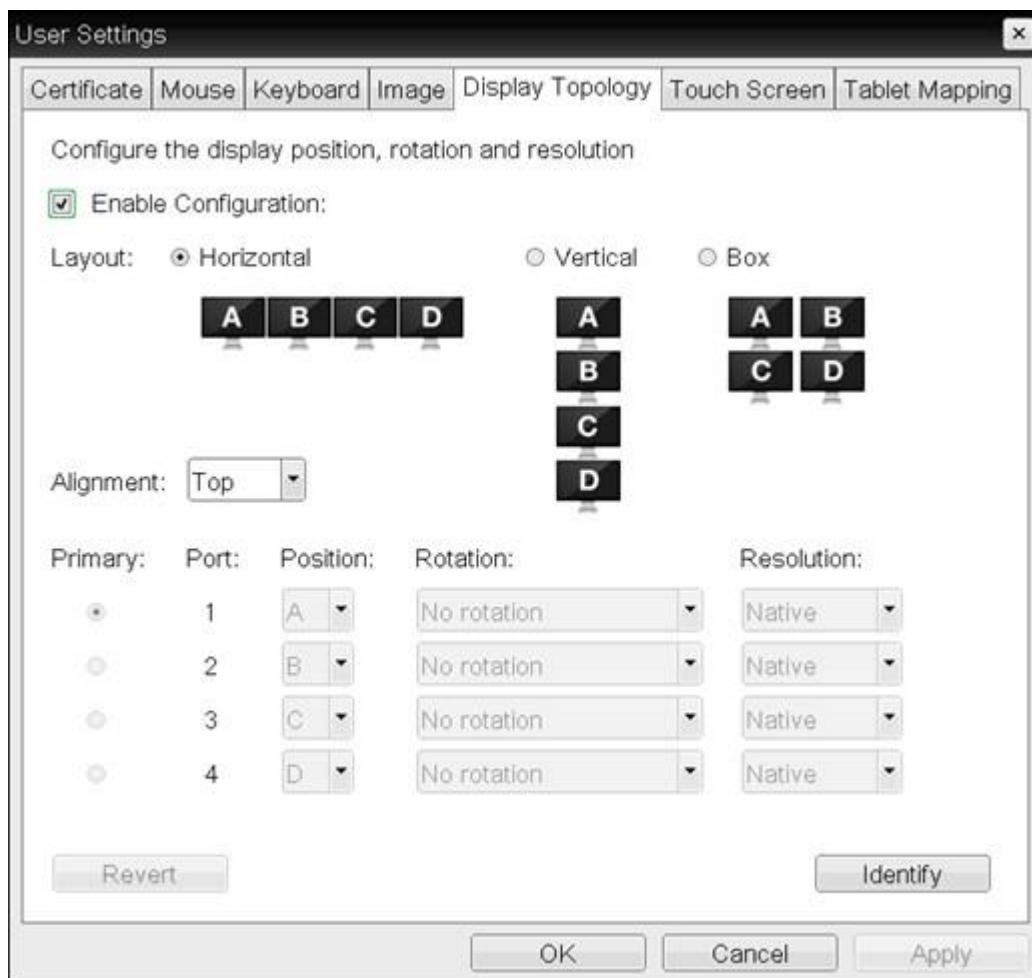 User Settings
Certificate Mouse Keyboard Image Display Topology Touch Screen Tablet Mapping
Configure the display position, rotation and resolution
Enable Configuration:
Layout: Horizontal Vertical Box
A B C D A A B
B C D
C
D
Alignment: Top
Primary: Port: Position: Rotation: Resolution:
1 A No rotation Native
2 B No rotation Native
3 C No rotation Native
4 D No rotation Native
Revert Identify
OK Cancel Apply